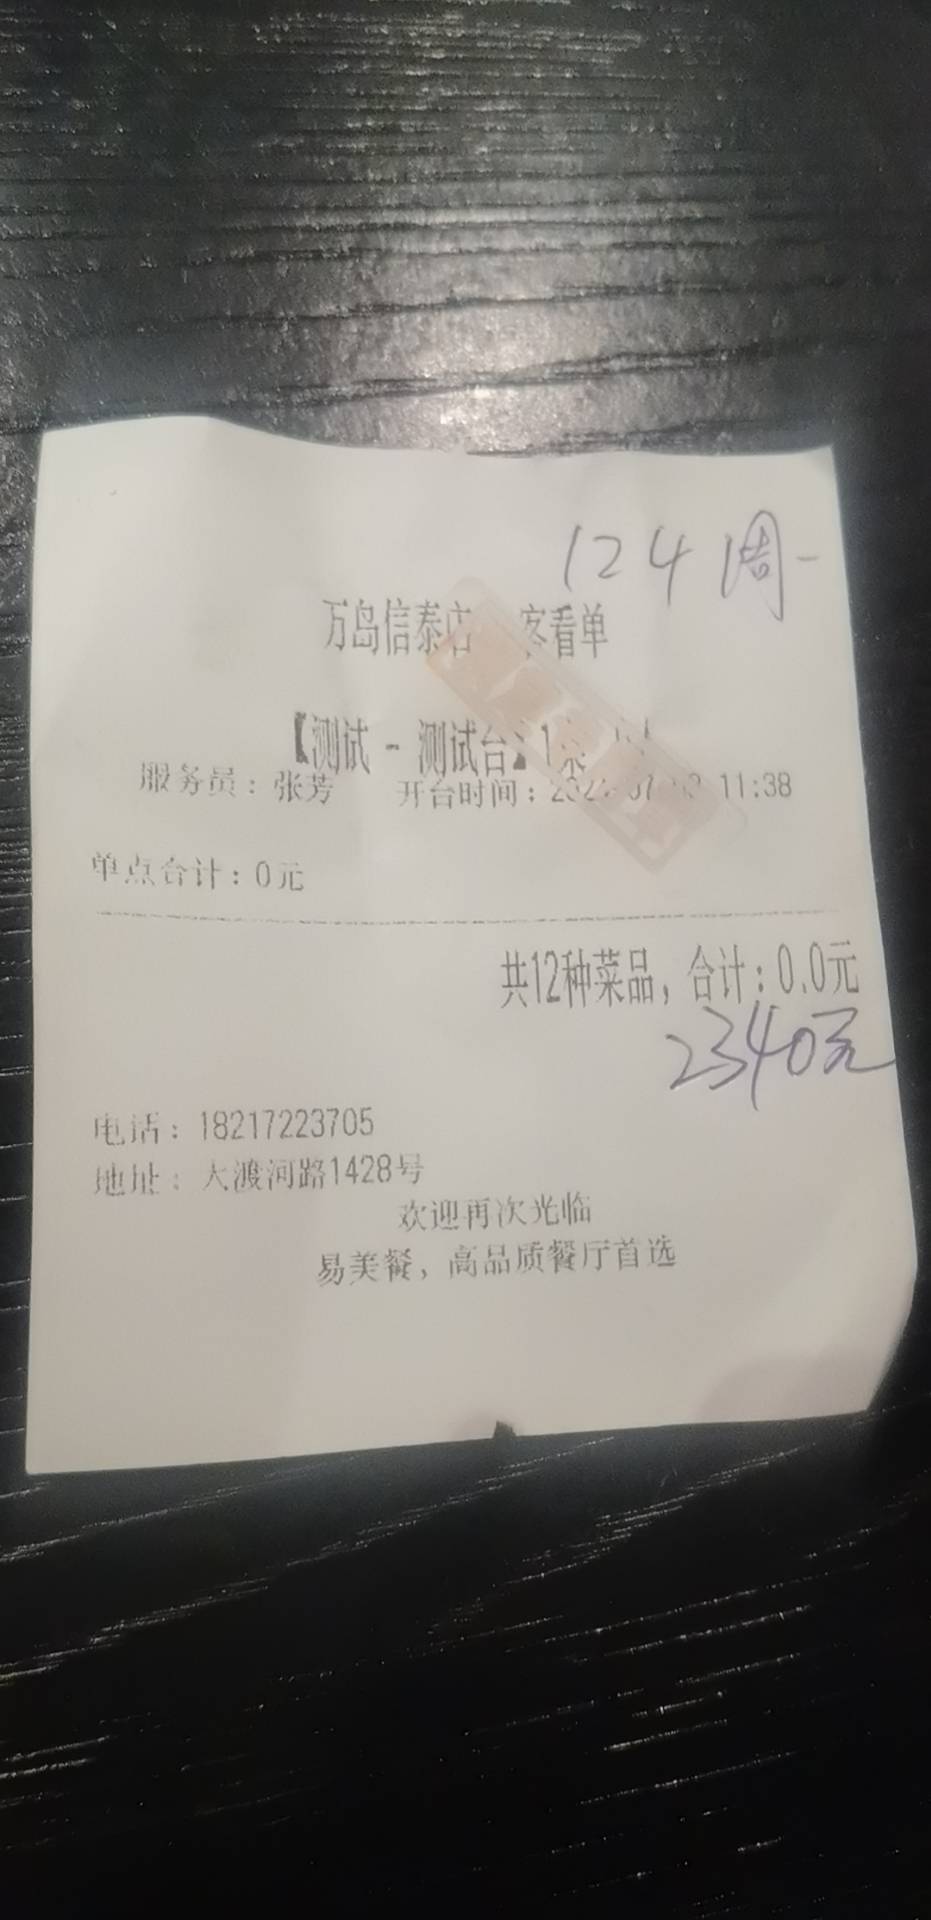 124 周一
万岛信泰店 客看单
【测试 - 测试台】1桌
服务员：张芳 开台时间： 11:38
单点合计：0元
共12种菜品，合计：0.0元
2340元
电话：18217223705
地址：大渡河路1428号
欢迎再次光临
易美餐，高品质餐厅首选